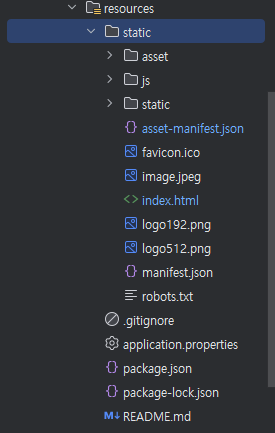 resources
static
asset
js
static
asset-manifest.json
favicon.ico
image.jpeg
index.html
logo192.png
logo512.png
manifest.json
robots.txt
.gitignore
application.properties
package.json
package-lock.json
README.md